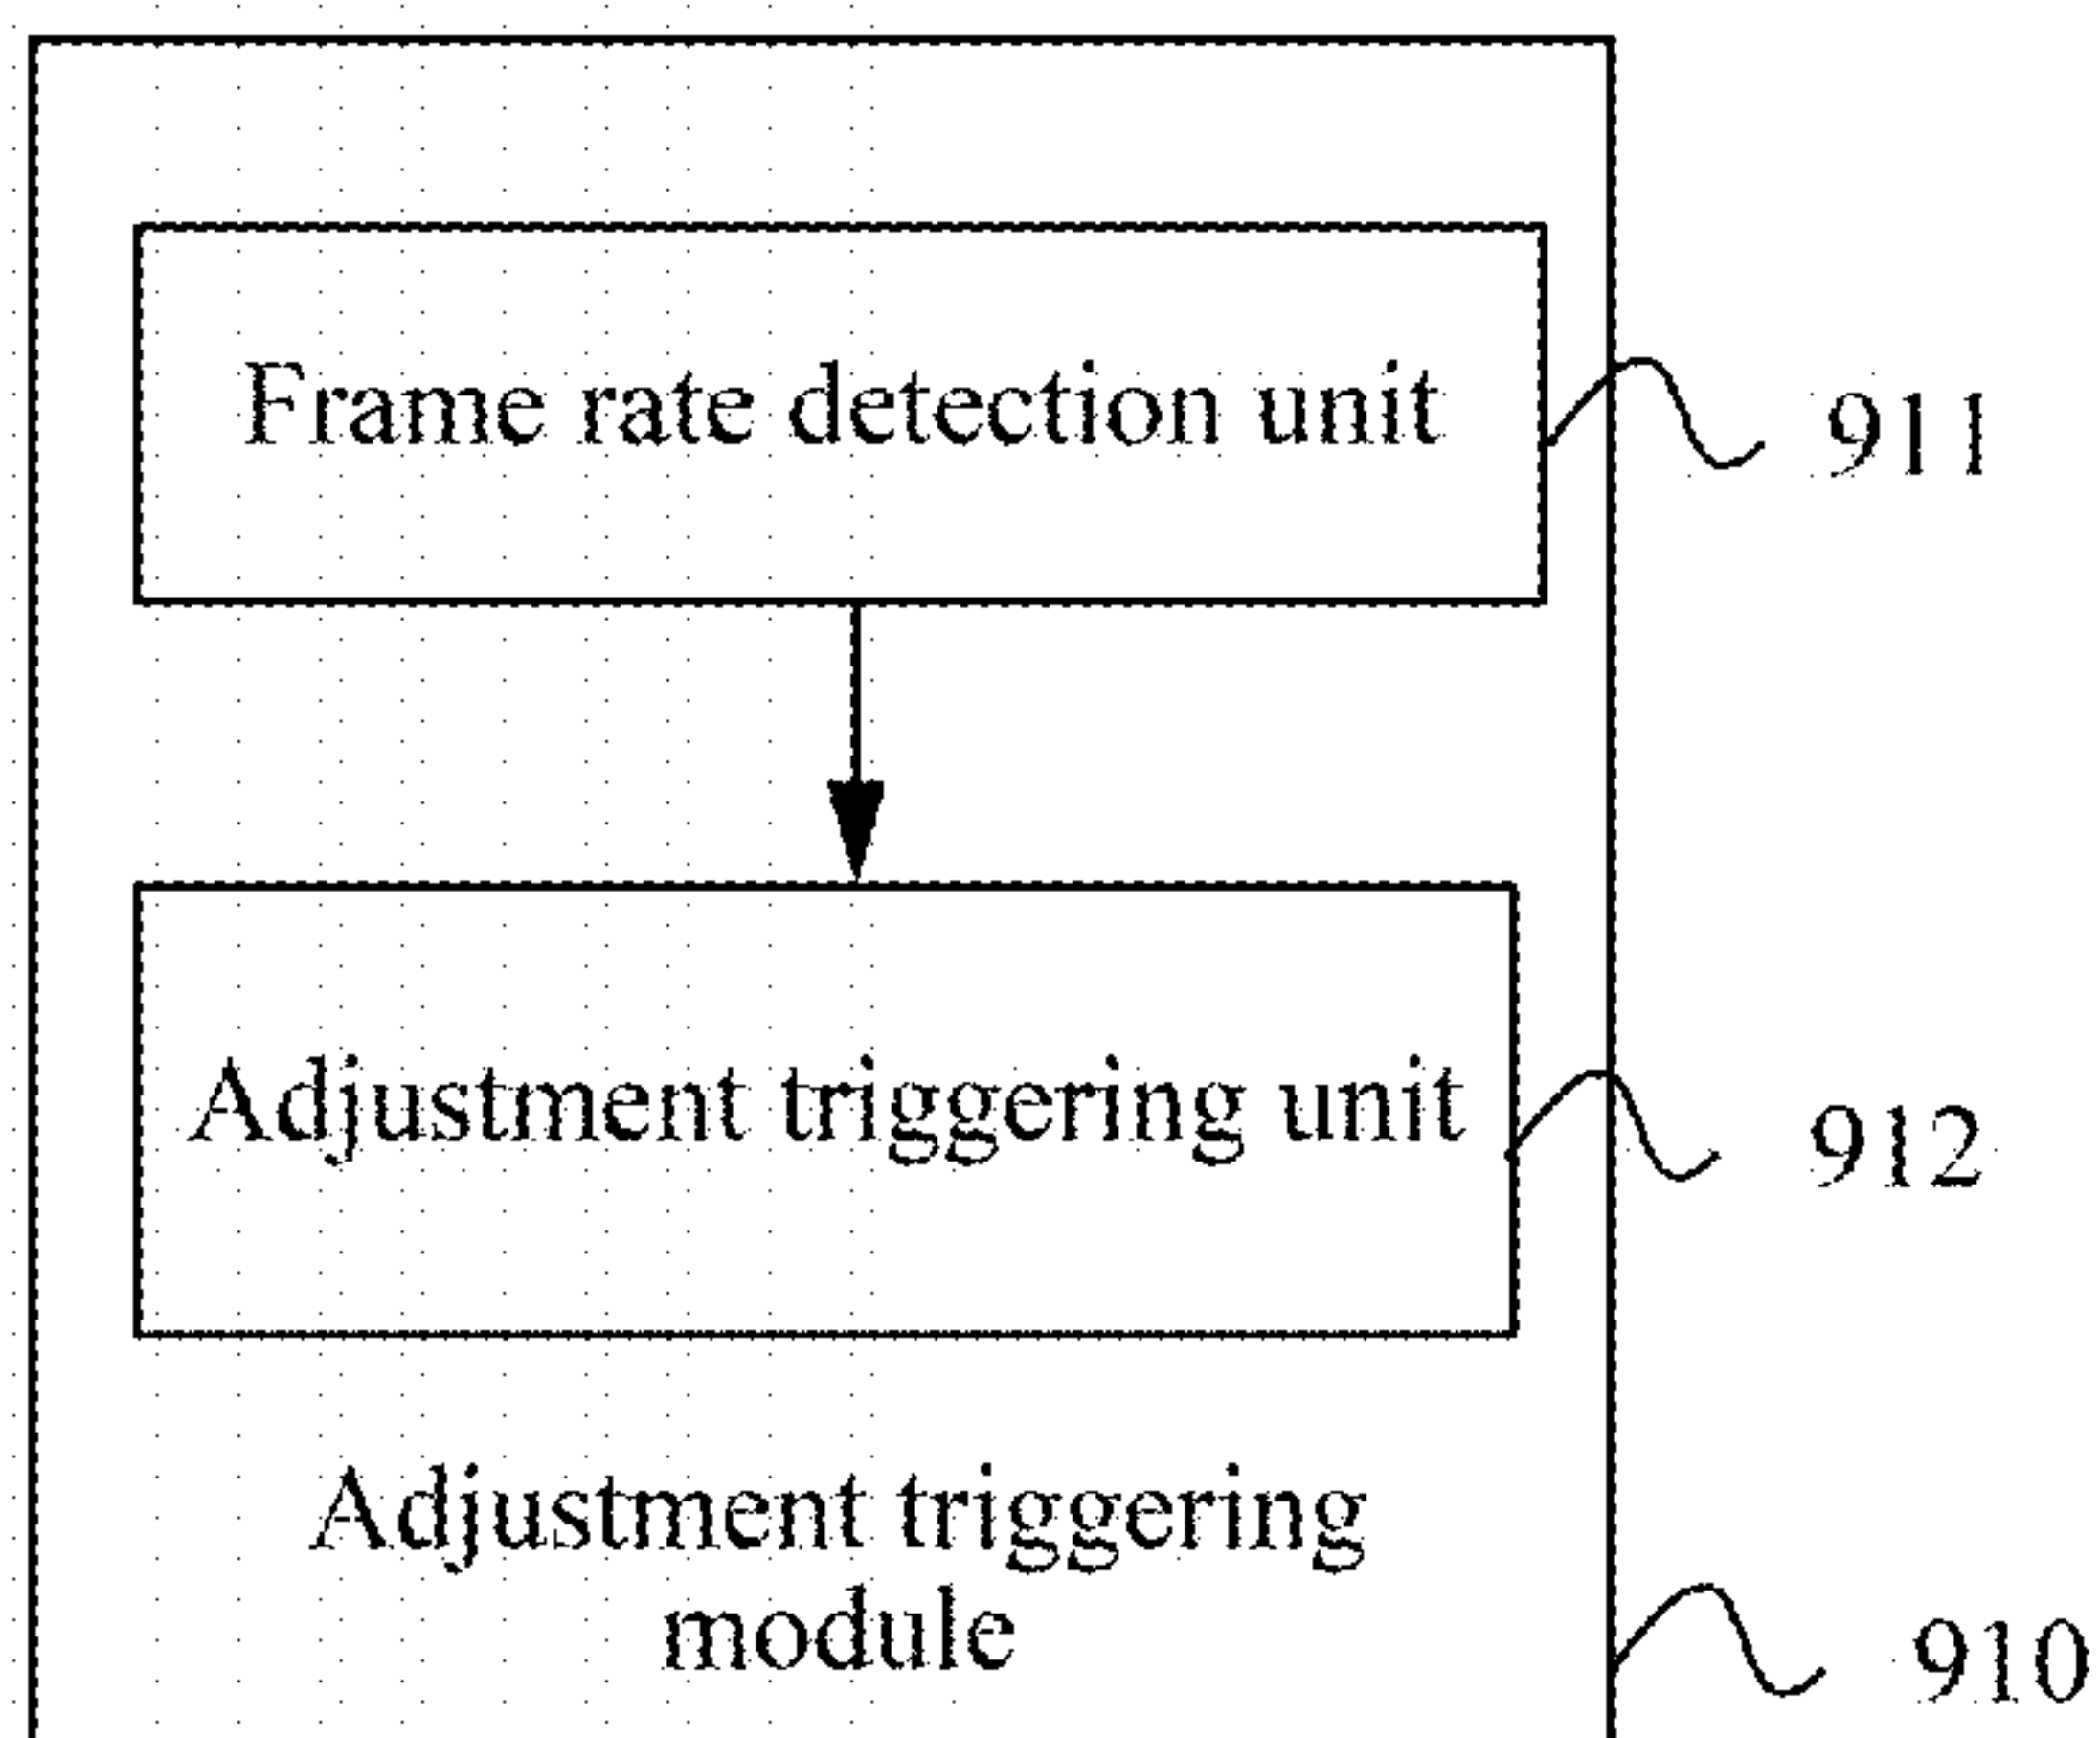 Frame rate detection unit
911
Adjustment triggering unit
912
Adjustment triggering
module
910